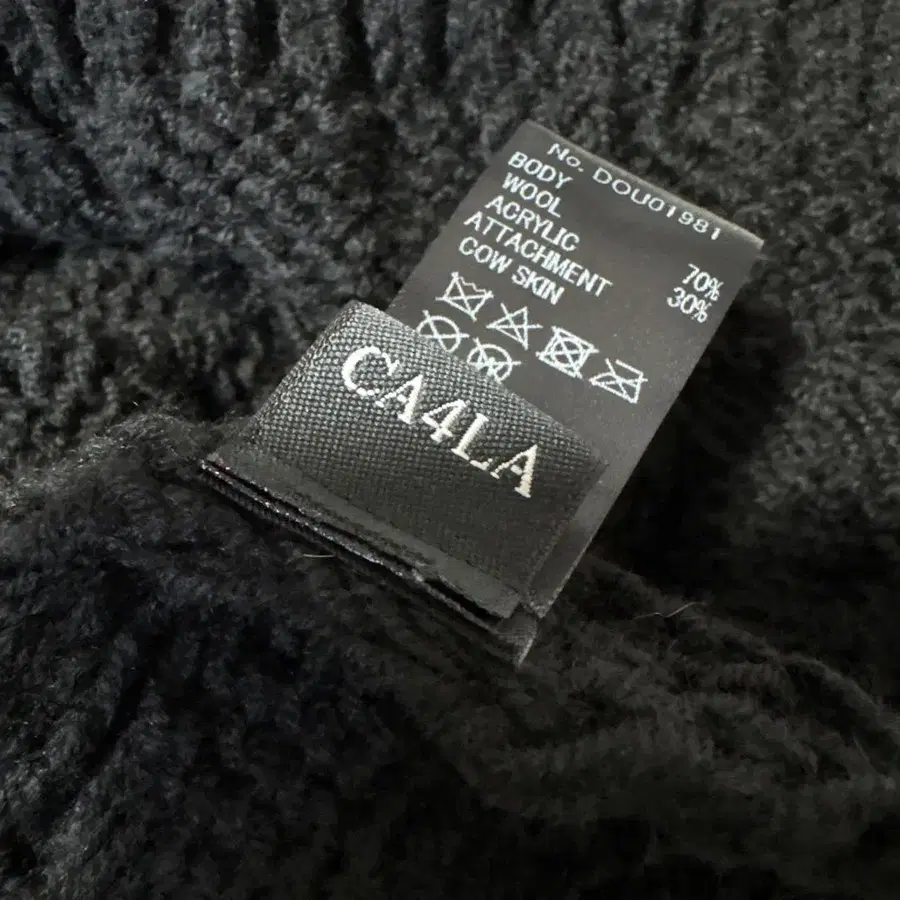 No. DOU01981
BODY
WOOL 70%
ACRYLIC 30%
ATTACHMENT
COW SKIN
CA4LA